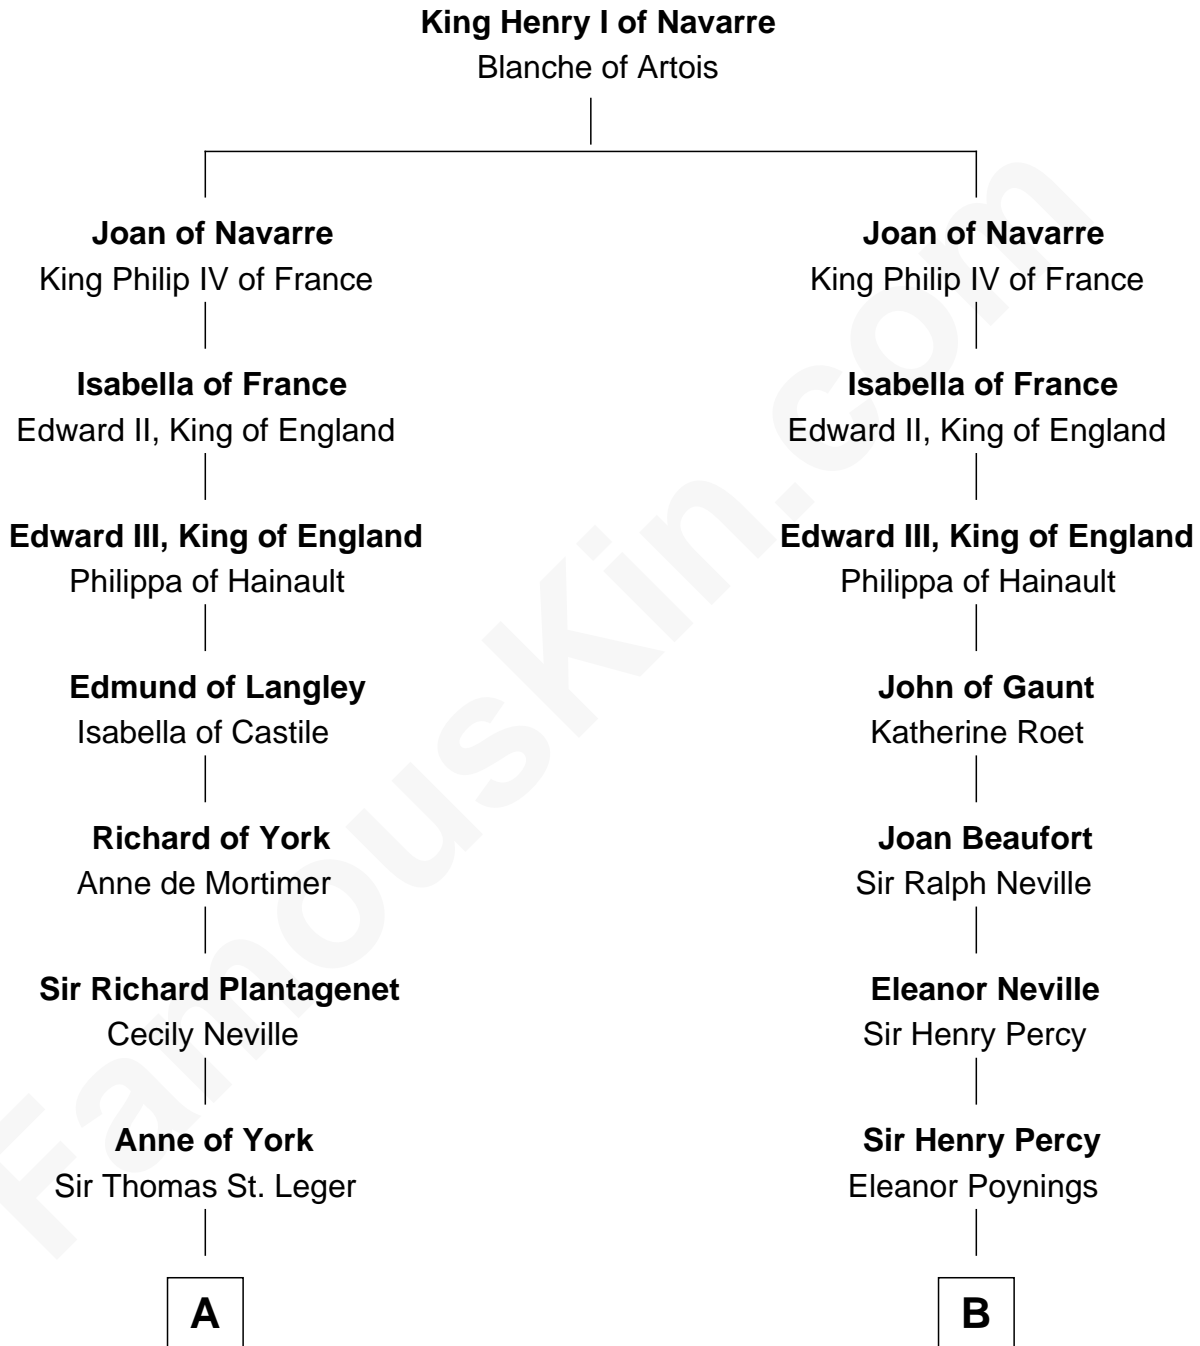 King Henry I of Navarre
Blanche of Artois
Joan of Navarre
King Philip IV of France
Isabella of France
Edward II, King of England
Edward III, King of England
Philippa of Hainault
Edmund of Langley
Isabella of Castile
Richard of York
Anne de Mortimer
Sir Richard Plantagenet
Cecily Neville
Anne of York
Sir Thomas St. Leger
A
Joan of Navarre
King Philip IV of France
Isabella of France
Edward II, King of England
Edward III, King of England
Philippa of Hainault
John of Gaunt
Katherine Roet
Joan Beaufort
Sir Ralph Neville
Eleanor Neville
Sir Henry Percy
Sir Henry Percy
Eleanor Poynings
B
FamousKin.com